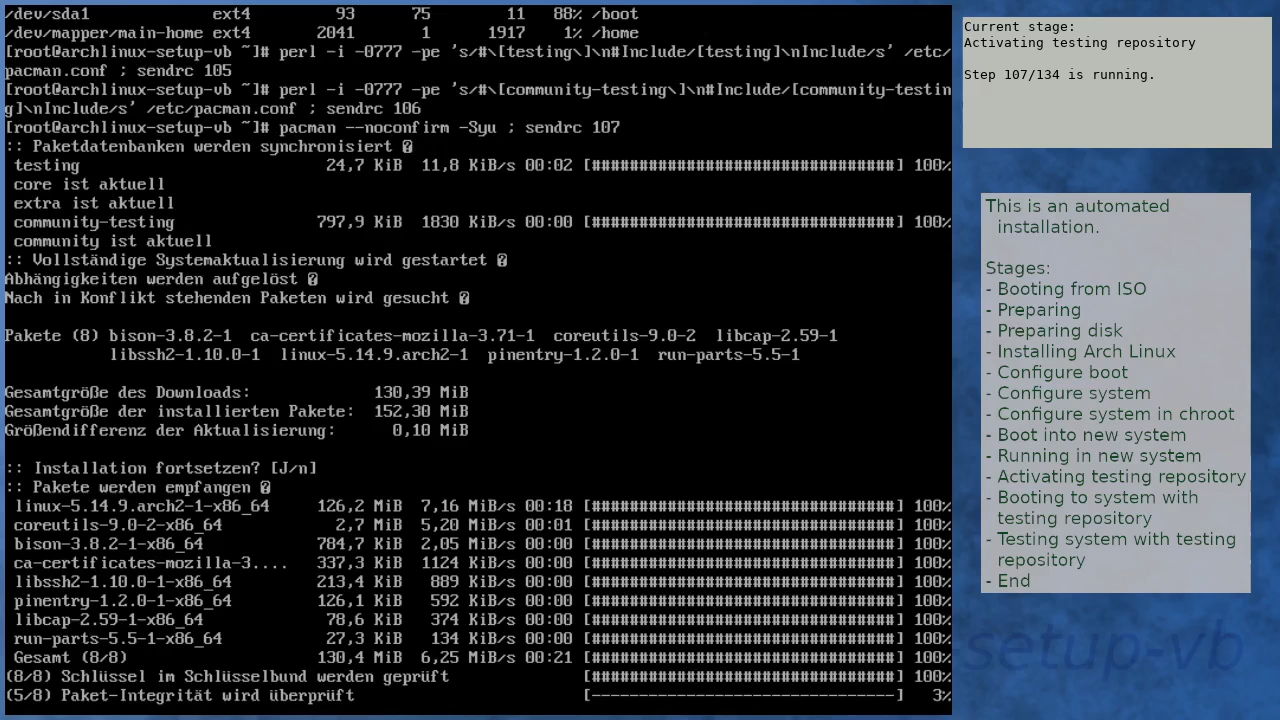 /dev/sda1              ext4         93      75        11   88% /boot
/dev/mapper/main-home ext4       2041       1      1917    1% /home
[root@archlinux-setup-vb ~]# perl -i -0777 -pe 's/#\[testing\]\n#Include/[testing]\nInclude/s' /etc/
pacman.conf ; sendrc 105
[root@archlinux-setup-vb ~]# perl -i -0777 -pe 's/#\[community-testing\]\n#Include/[community-testin
g]\nInclude/s' /etc/pacman.conf ; sendrc 106
[root@archlinux-setup-vb ~]# pacman --noconfirm -Syu ; sendrc 107
:: Paketdatenbanken werden synchronisiert �
 testing                          24,7 KiB  11,8 KiB/s 00:02 [################################] 100%
 core ist aktuell
 extra ist aktuell
 community-testing               797,9 KiB  1830 KiB/s 00:00 [################################] 100%
 community ist aktuell
:: Vollständige Systemaktualisierung wird gestartet �
Abhängigkeiten werden aufgelöst �
Nach in Konflikt stehenden Paketen wird gesucht �
Pakete (8) bison-3.8.2-1  ca-certificates-mozilla-3.71-1  coreutils-9.0-2  libcap-2.59-1
           libssh2-1.10.0-1  linux-5.14.9.arch2-1  pinentry-1.2.0-1  run-parts-5.5-1
Gesamtgröße des Downloads:             130,39 MiB
Gesamtgröße der installierten Pakete:  152,30 MiB
Größendifferenz der Aktualisierung:      0,10 MiB
:: Installation fortsetzen? [J/n]
:: Pakete werden empfangen �
 linux-5.14.9.arch2-1-x86_64     126,2 MiB  7,16 MiB/s 00:18 [################################] 100%
 coreutils-9.0-2-x86_64            2,7 MiB  5,20 MiB/s 00:01 [################################] 100%
 bison-3.8.2-1-x86_64            784,7 KiB  2,05 MiB/s 00:00 [################################] 100%
 ca-certificates-mozilla-3....   337,3 KiB  1124 KiB/s 00:00 [################################] 100%
 libssh2-1.10.0-1-x86_64         213,4 KiB   889 KiB/s 00:00 [################################] 100%
 pinentry-1.2.0-1-x86_64         126,1 KiB   592 KiB/s 00:00 [################################] 100%
 libcap-2.59-1-x86_64             78,6 KiB   374 KiB/s 00:00 [################################] 100%
 run-parts-5.5-1-x86_64           27,3 KiB   134 KiB/s 00:00 [################################] 100%
 Gesamt (8/8)                    130,4 MiB  6,25 MiB/s 00:21 [################################] 100%
(8/8) Schlüssel im Schlüsselbund werden geprüft              [################################] 100%
(5/8) Paket-Integrität wird überprüft                        [--------------------------------]   3%
Current stage:
Activating testing repository
Step 107/134 is running.
This is an automated
installation.
Stages:
- Booting from ISO
- Preparing
- Preparing disk
- Installing Arch Linux
- Configure boot
- Configure system
- Configure system in chroot
- Boot into new system
- Running in new system
- Activating testing repository
- Booting to system with
testing repository
- Testing system with testing
repository
- End
setup-vb